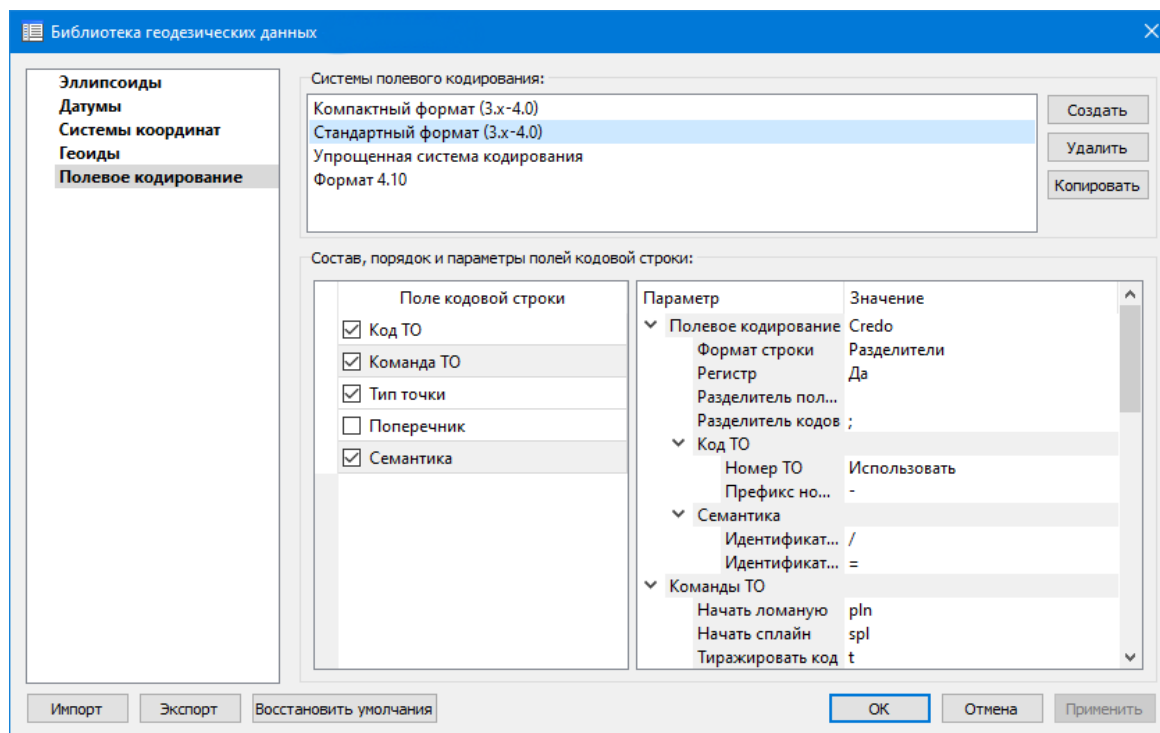 Библиотека геодезических данных
Эллипсоиды
Датумы
Системы координат
Геоиды
Полевое кодирование
Системы полевого кодирования:
Компактный формат (3.x-4.0)
Стандартный формат (3.x-4.0)
Упрощенная система кодирования
Формат 4.10
Создать
Удалить
Копировать
Состав, порядок и параметры полей кодовой строки:
Поле кодовой строки
Код ТО
Команда ТО
Тип точки
Поперечник
Семантика
Параметр Значение
Полевое кодирование Credo
Формат строки Разделители
Регистр Да
Разделитель пол...
Разделитель кодов ;
Код ТО
Номер ТО Использовать
Префикс но... -
Семантика
Идентификат... /
Идентификат... =
Команды ТО
Начать ломаную pln
Начать сплайн spl
Тиражировать код t
Импорт Экспорт Восстановить умолчания ОК Отмена Применить